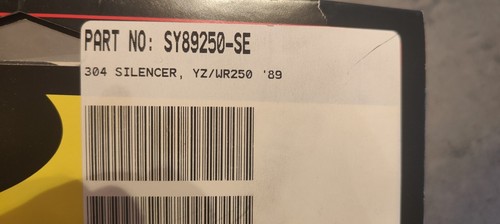 PART NO: SY89250-SE
304 SILENCER, YZ/WR250 '89